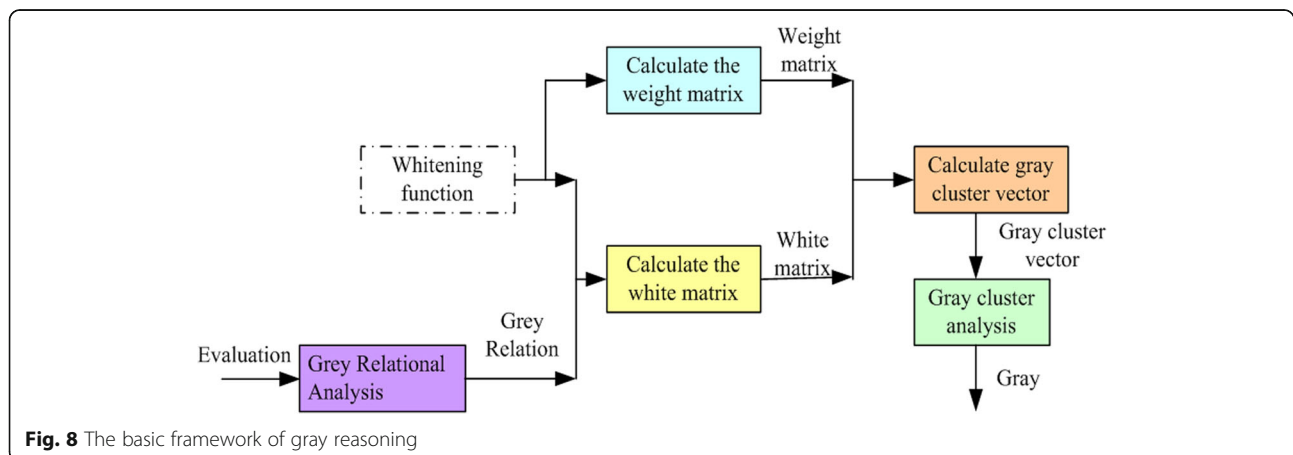 Weight
matrix
Calculate the
weight matrix
Whitening
function
Calculate gray
cluster vector
Gray cluster
vector
White
matrix
Calculate the
white matrix
Gray cluster
analysis
Grey
Relation
Evaluation
Grey Relational
Analysis
Gray
Fig. 8 The basic framework of gray reasoning